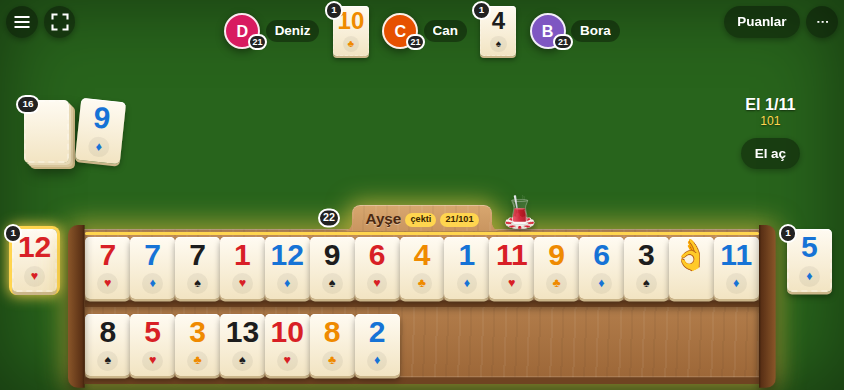 D 21 Deniz 1 10 C 21 Can 1 4 B 21 Bora Puanlar ...
16 9 El 1/11
101
El aç
22 Ayşe çekti 21/101
1 12 7 7 7 1 12 9 6 4 1 11 9 6 3 11 1 5
8 5 3 13 10 8 2